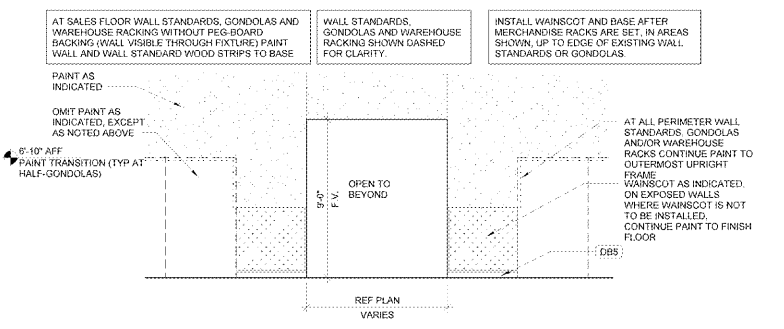 AT SALES FLOOR WALL STANDARDS, GONDOLAS AND
WAREHOUSE RACKING WITHOUT PEG-BOARD
BACKING (WALL VISIBLE THROUGH FIXTURE) PAINT
WALL AND WALL STANDARD WOOD STRIPS TO BASE
WALL STANDARDS,
GONDOLAS AND WAREHOUSE
RACKING SHOWN DASHED
FOR CLARITY.
INSTALL WAINSCOT AND BASE AFTER
MERCHANDISE RACKS ARE SET, IN AREAS
SHOWN, UP TO EDGE OF EXISTING WALL
STANDARDS OR GONDOLAS.
PAINT AS
INDICATED
OMIT PAINT AS
INDICATED, EXCEPT
AS NOTED ABOVE
6'-10" AFF
PAINT TRANSITION (TYP AT
HALF-GONDOLAS)
OPEN TO
BEYOND
9'-0"
F.V.
AT ALL PERIMETER WALL
STANDARDS, GONDOLAS
AND/OR WAREHOUSE
RACKS CONTINUE PAINT TO
OUTERMOST UPRIGHT
FRAME
WAINSCOT AS INDICATED.
ON EXPOSED WALLS
WHERE WAINSCOT IS NOT
TO BE INSTALLED,
CONTINUE PAINT TO FINISH
FLOOR
DB5
REF PLAN
VARIES